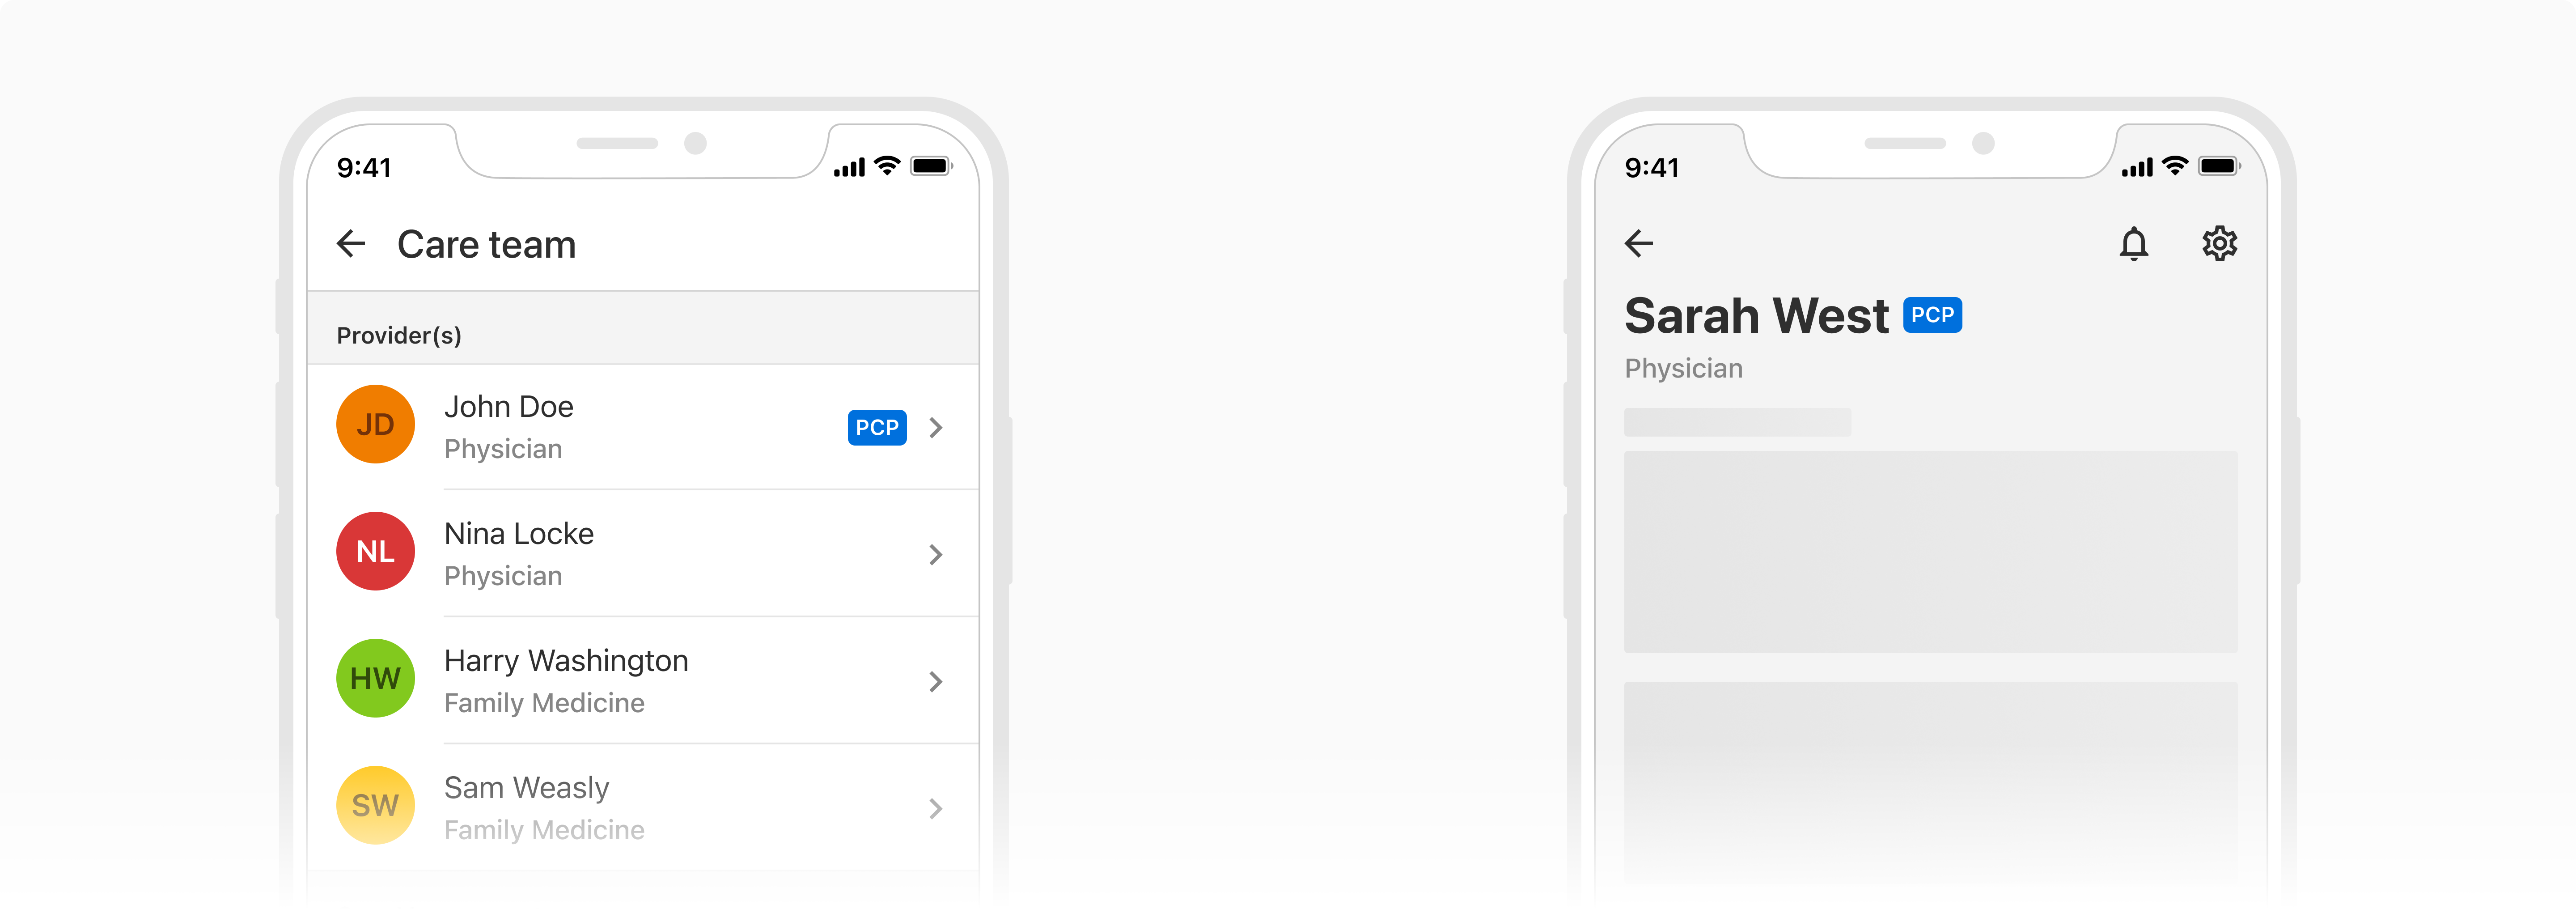 9:41
Care team
Provider(s)
JD
John Doe
Physician
PCP
NL
Nina Locke
Physician
HW
Harry Washington
Family Medicine
SW
Sam Weasly
Family Medicine
9:41
Sarah West PCP
Physician